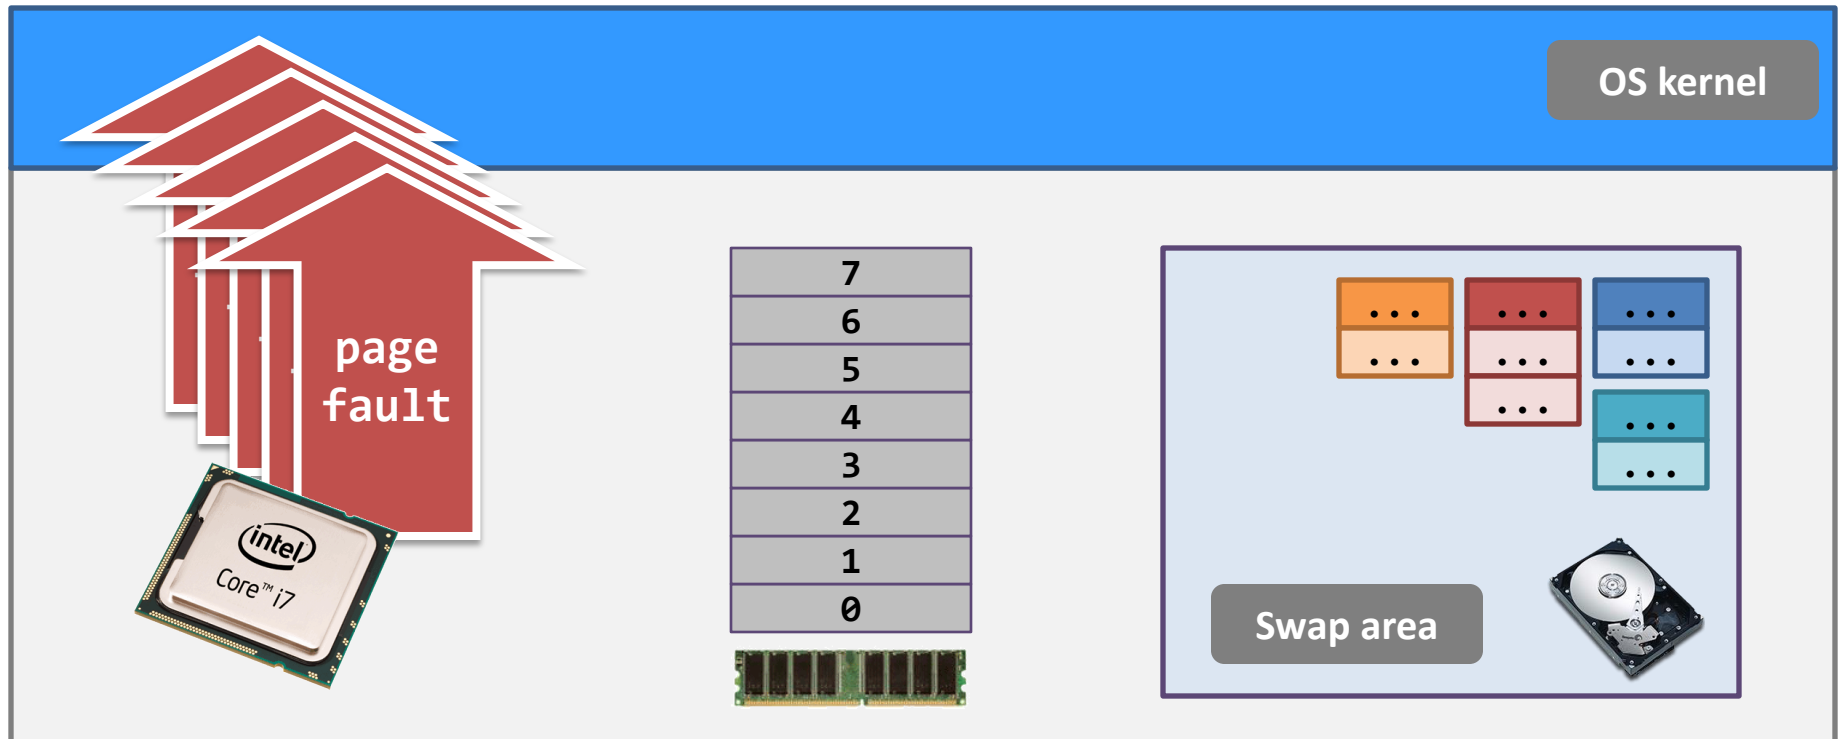 OS kernel
page
fault
7
6
5
4
3
2
1
0
... ... ...
... ... ...
...
...
...
intel
Core™ i7
Swap area